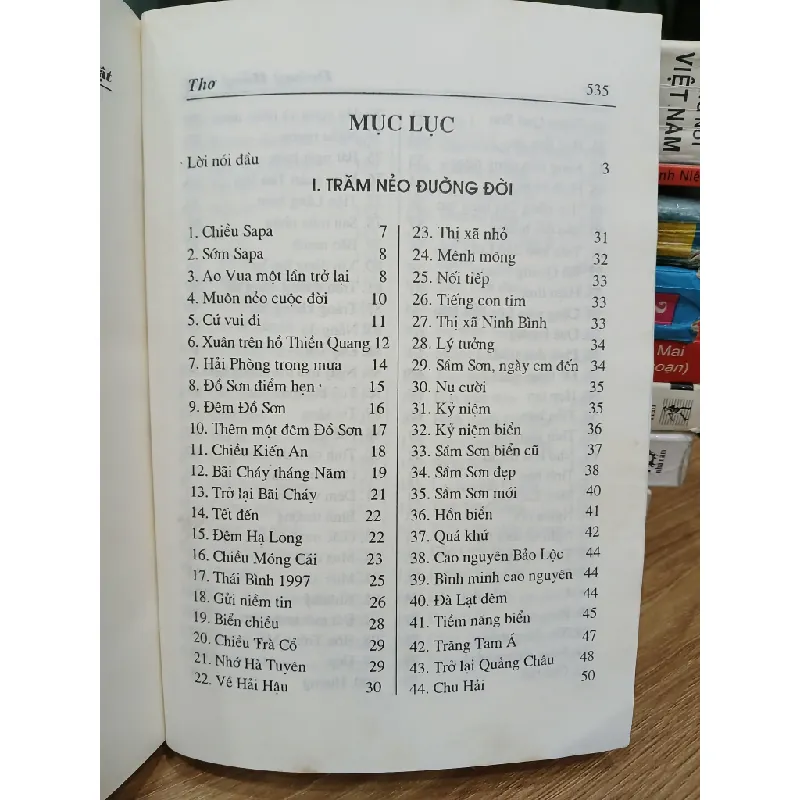 ật
Thơ 535
MỤC LỤC
Lời nói đầu 3
I. TRĂM NẺO ĐƯỜNG ĐỜI
1. Chiều Sapa 7
2. Sớm Sapa 8
3. Ao Vua một lần trở lại 8
4. Muôn nẻo cuộc đời 10
5. Cứ vui đi 11
6. Xuân trên hồ Thiền Quang 12
7. Hải Phòng trong mưa 14
8. Đồ Sơn điểm hẹn 15
9. Đêm Đồ Sơn 16
10. Thêm một đêm Đồ Sơn 17
11. Chiều Kiến An 18
12. Bãi Cháy tháng Năm 19
13. Trở lại Bãi Cháy 21
14. Tết đến 22
15. Đêm Hạ Long 22
16. Chiều Móng Cái 23
17. Thái Bình 1997 25
18. Gửi niềm tin 26
19. Biển chiều 28
20. Chiều Trà Cổ 29
21. Nhớ Hà Tuyên 29
22. Về Hải Hậu 30
23. Thị xã nhỏ 31
24. Mênh mông 32
25. Nối tiếp 33
26. Tiếng con tim 33
27. Thị xã Ninh Bình 33
28. Lý tưởng 34
29. Sầm Sơn, ngày em đến 34
30. Nụ cười 35
31. Kỷ niệm 35
32. Kỷ niệm biển 36
33. Sầm Sơn biển cũ 37
34. Sầm Sơn đẹp 38
35. Sầm Sơn mới 40
36. Hồn biển 41
37. Quá khứ 42
38. Cao nguyên Bảo Lộc 44
39. Bình minh cao nguyên 44
40. Đà Lạt đêm 44
41. Tiềm năng biển 45
42. Trăng Tam Á 47
43. Trở lại Quảng Châu 48
44. Chu Hải 50
VIỆT NAM
Mai